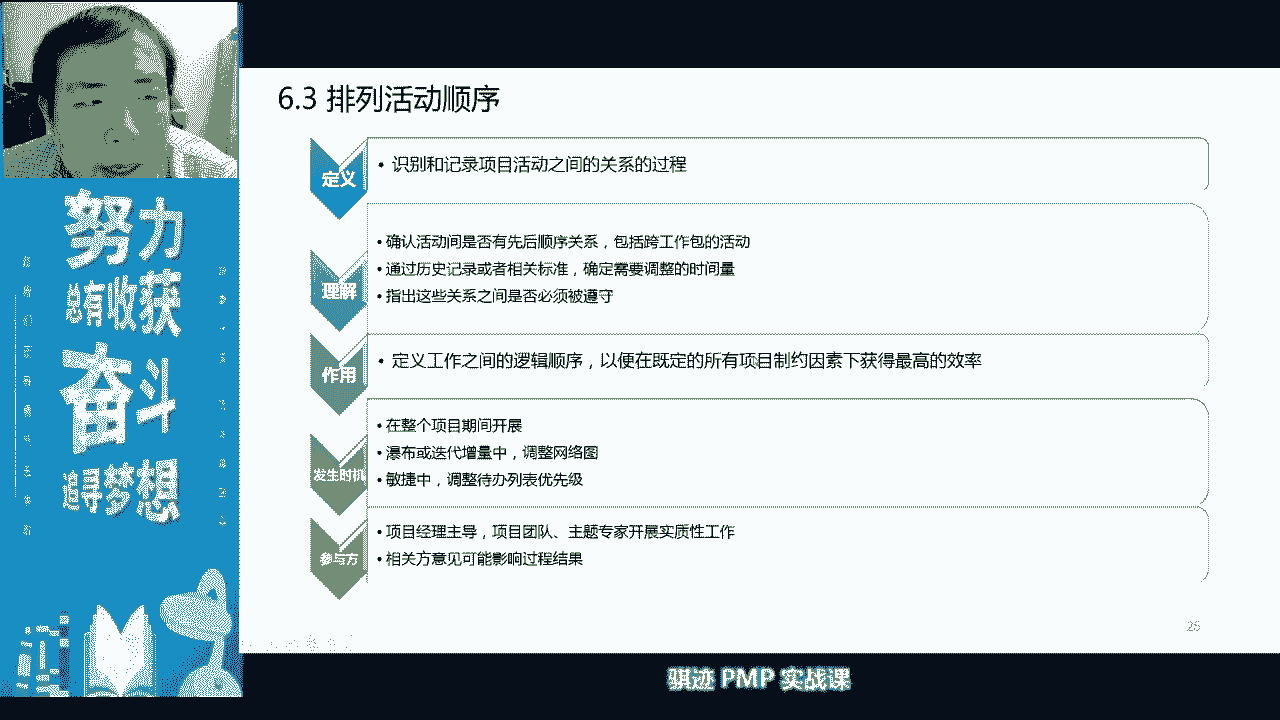 6.3 排列活动顺序
定义
• 识别和记录项目活动之间的关系的过程
理解
• 确认活动间是否有先后顺序关系，包括跨工作包的活动
• 通过历史记录或者相关标准，确定需要调整的时间量
• 指出这些关系之间是否必须被遵守
作用
• 定义工作之间的逻辑顺序，以便在既定的所有项目制约因素下获得最高的效率
发生时机
• 在整个项目期间开展
• 瀑布或迭代增量中，调整网络图
• 敏捷中，调整待办列表优先级
参与方
• 项目经理主导，项目团队、主题专家开展实质性工作
• 相关方意见可能影响过程结果
25
努力
总有收获
奋斗
追寻梦想
骐迹 PMP 实战课